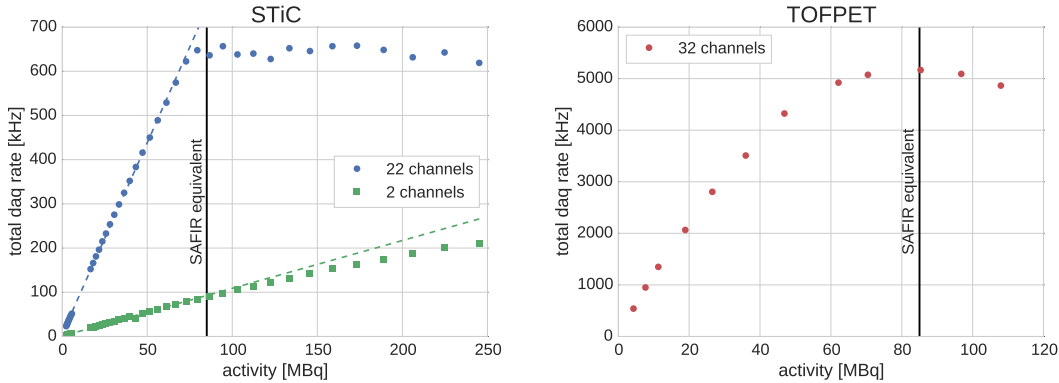 STiC
700
600
500
400
300
200
100
0
total daq rate [kHz]
22 channels
2 channels
SAFIR equivalent
0 50 100 150 200 250
activity [MBq]
TOFPET
6000
5000
4000
3000
2000
1000
0
total daq rate [kHz]
32 channels
SAFIR equivalent
0 20 40 60 80 100 120
activity [MBq]